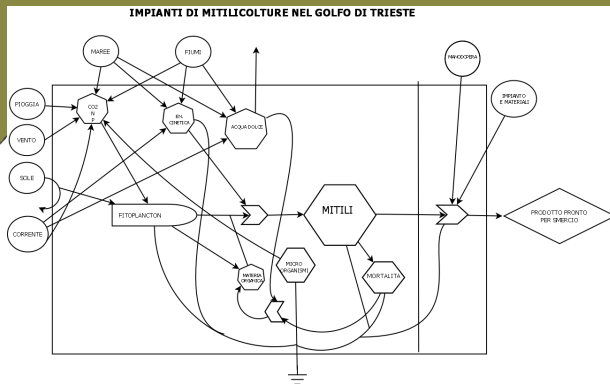 IMPIANTI DI MITILICOLTURE NEL GOLFO DI TRIESTE
MAREE
FIUMI
MANODOPERA
PIOGGIA
CO2
N
P
EN.
CINETICA
ACQUA DOLCE
IMPIANTO
E MATERIALI
VENTO
SOLE
FITOPLANCTON
MITILI
PRODOTTO PRONTO
PER SMERCIO
CORRENTE
MATERIA
ORGANICA
MICRO
ORGANISMI
MORTALITA